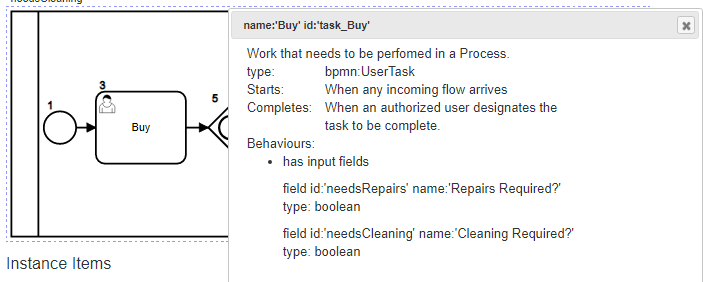 needsCleaning
name:'Buy' id:'task_Buy'
Work that needs to be perfomed in a Process.
type: bpmn:UserTask
Starts: When any incoming flow arrives
Completes: When an authorized user designates the
task to be complete.
Behaviours:
• has input fields
field id:'needsRepairs' name:'Repairs Required?'
type: boolean
field id:'needsCleaning' name:'Cleaning Required?'
type: boolean
1
3
Buy
5
Instance Items